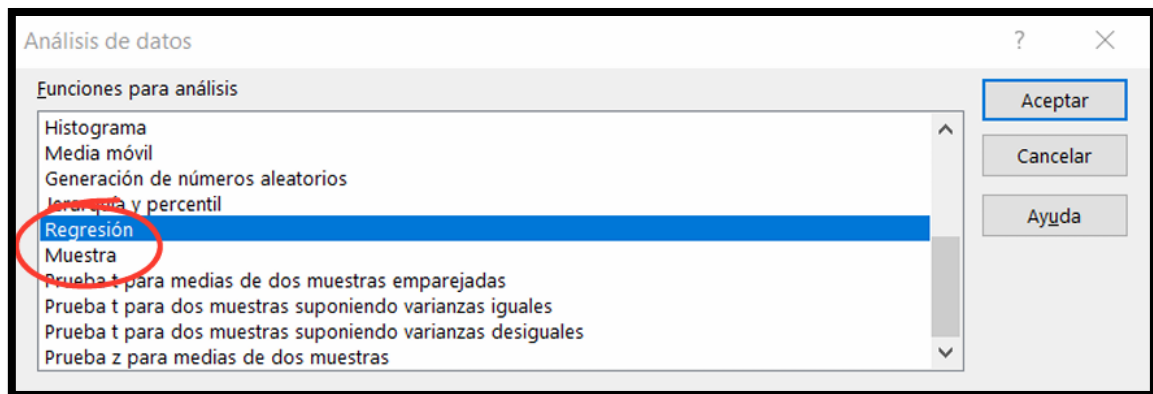 Análisis de datos ? ×
Funciones para análisis
Histograma
Media móvil
Generación de números aleatorios
Jerarquía y percentil
Regresión
Muestra
Prueba t para medias de dos muestras emparejadas
Prueba t para dos muestras suponiendo varianzas iguales
Prueba t para dos muestras suponiendo varianzas desiguales
Prueba z para medias de dos muestras
Aceptar
Cancelar
Ayuda